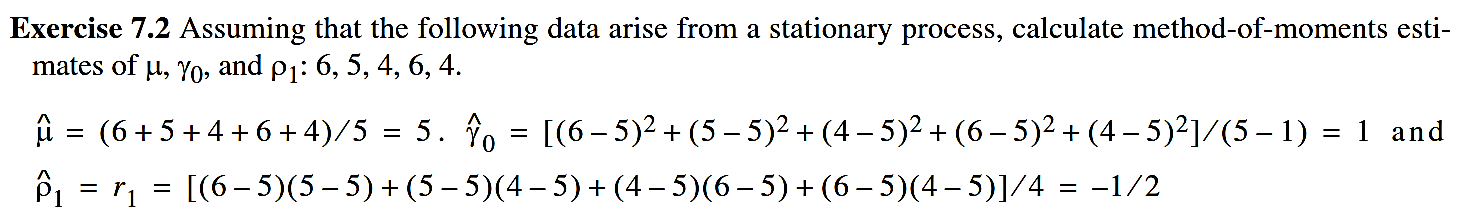 Exercise 7.2 Assuming that the following data arise from a stationary process, calculate method-of-moments esti-
mates of μ, γ₀, and ρ₁: 6, 5, 4, 6, 4.
μ̂ = (6 + 5 + 4 + 6 + 4)/5 = 5. γ̂₀ = [(6 – 5)² + (5 – 5)² + (4 – 5)² + (6 – 5)² + (4 – 5)²]/(5 – 1) = 1 and
ρ̂₁ = r₁ = [(6 – 5)(5 – 5) + (5 – 5)(4 – 5) + (4 – 5)(6 – 5) + (6 – 5)(4 – 5)]/4 = –1/2